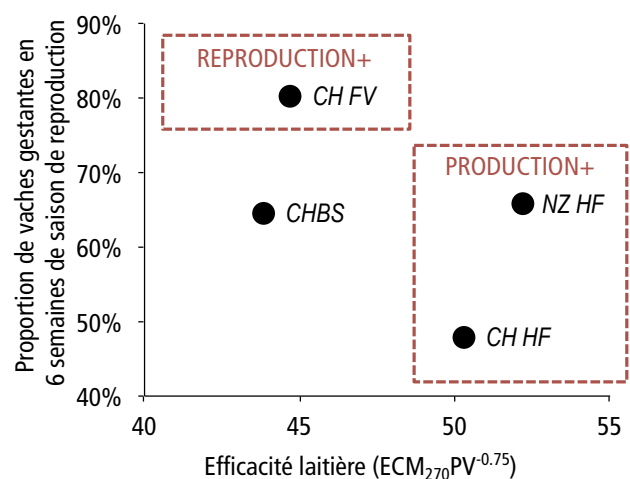 Proportion de vaches gestantes en
6 semaines de saison de reproduction
90%
80%
70%
60%
50%
40%
REPRODUCTION+
CH FV
PRODUCTION+
CHBS
NZ HF
CH HF
40
45
50
55
Efficacité laitière (ECM₂₇₀PV⁻⁰·⁷⁵)